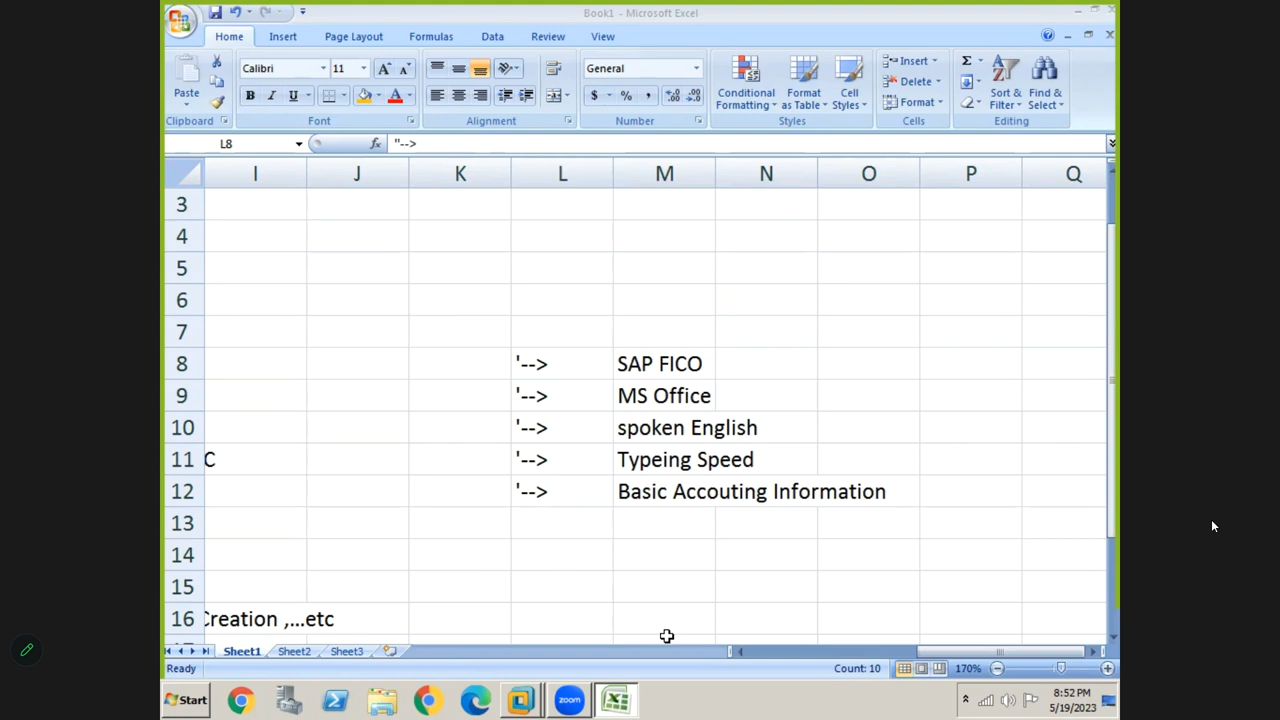 Book1 - Microsoft Excel
Home Insert Page Layout Formulas Data Review View
Calibri 11 General
Paste B I U $ % , Conditional Formatting Format as Table Cell Styles Insert Delete Format Σ Sort & Filter Find & Select
Clipboard Font Alignment Number Styles Cells Editing
L8 fx "-->
I J K L M N O P Q
3
4
5
6
7
8 '--> SAP FICO
9 '--> MS Office
10 '--> spoken English
11 C '--> Typeing Speed
12 '--> Basic Accouting Information
13
14
15
16 Creation ,...etc
Sheet1 Sheet2 Sheet3
Ready Count: 10 170%
Start zoom 8:52 PM
5/19/2023